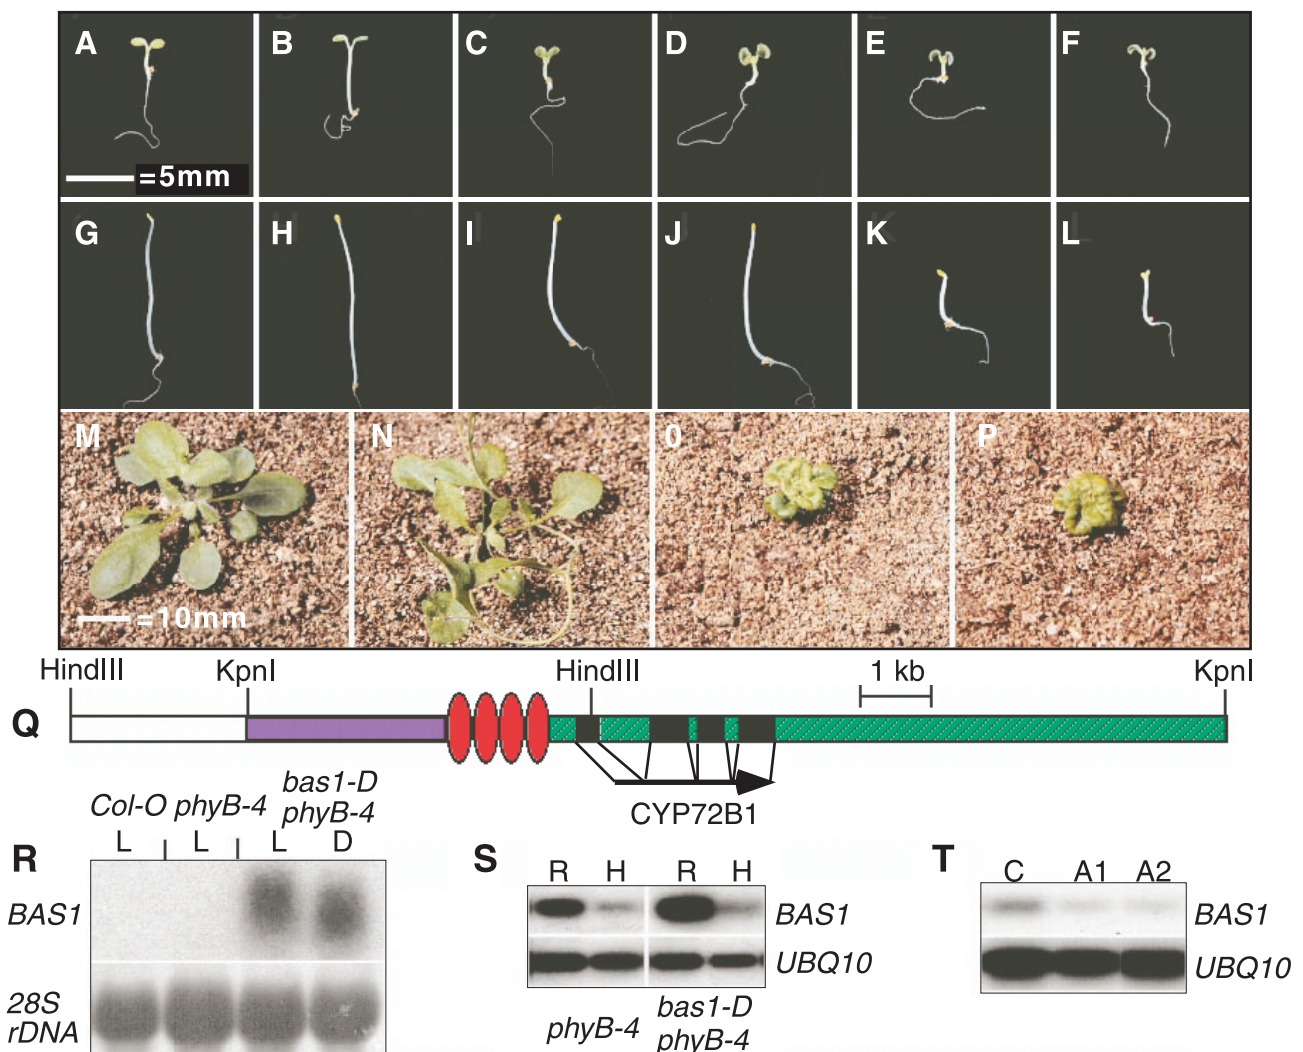 A B C D E F
=5mm
G H I J K L
M N O P
=10mm
HindIII KpnI HindIII 1 kb KpnI
Q
CYP72B1
Col-O phyB-4 bas1-D phyB-4
R L L L D
BAS1
28S rDNA
S R H R H
BAS1
UBQ10
phyB-4 bas1-D phyB-4
T C A1 A2
BAS1
UBQ10